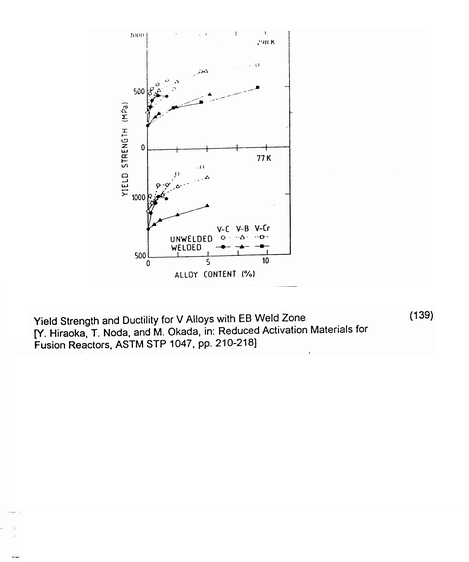 1000
298 K
500
0
77 K
1000
500
YIELD STRENGTH (MPa)
V-C V-B V-Cr
UNWELDED
WELDED
0 5 10
ALLOY CONTENT (%)
Yield Strength and Ductility for V Alloys with EB Weld Zone (139)
[Y. Hiraoka, T. Noda, and M. Okada, in: Reduced Activation Materials for
Fusion Reactors, ASTM STP 1047, pp. 210-218]